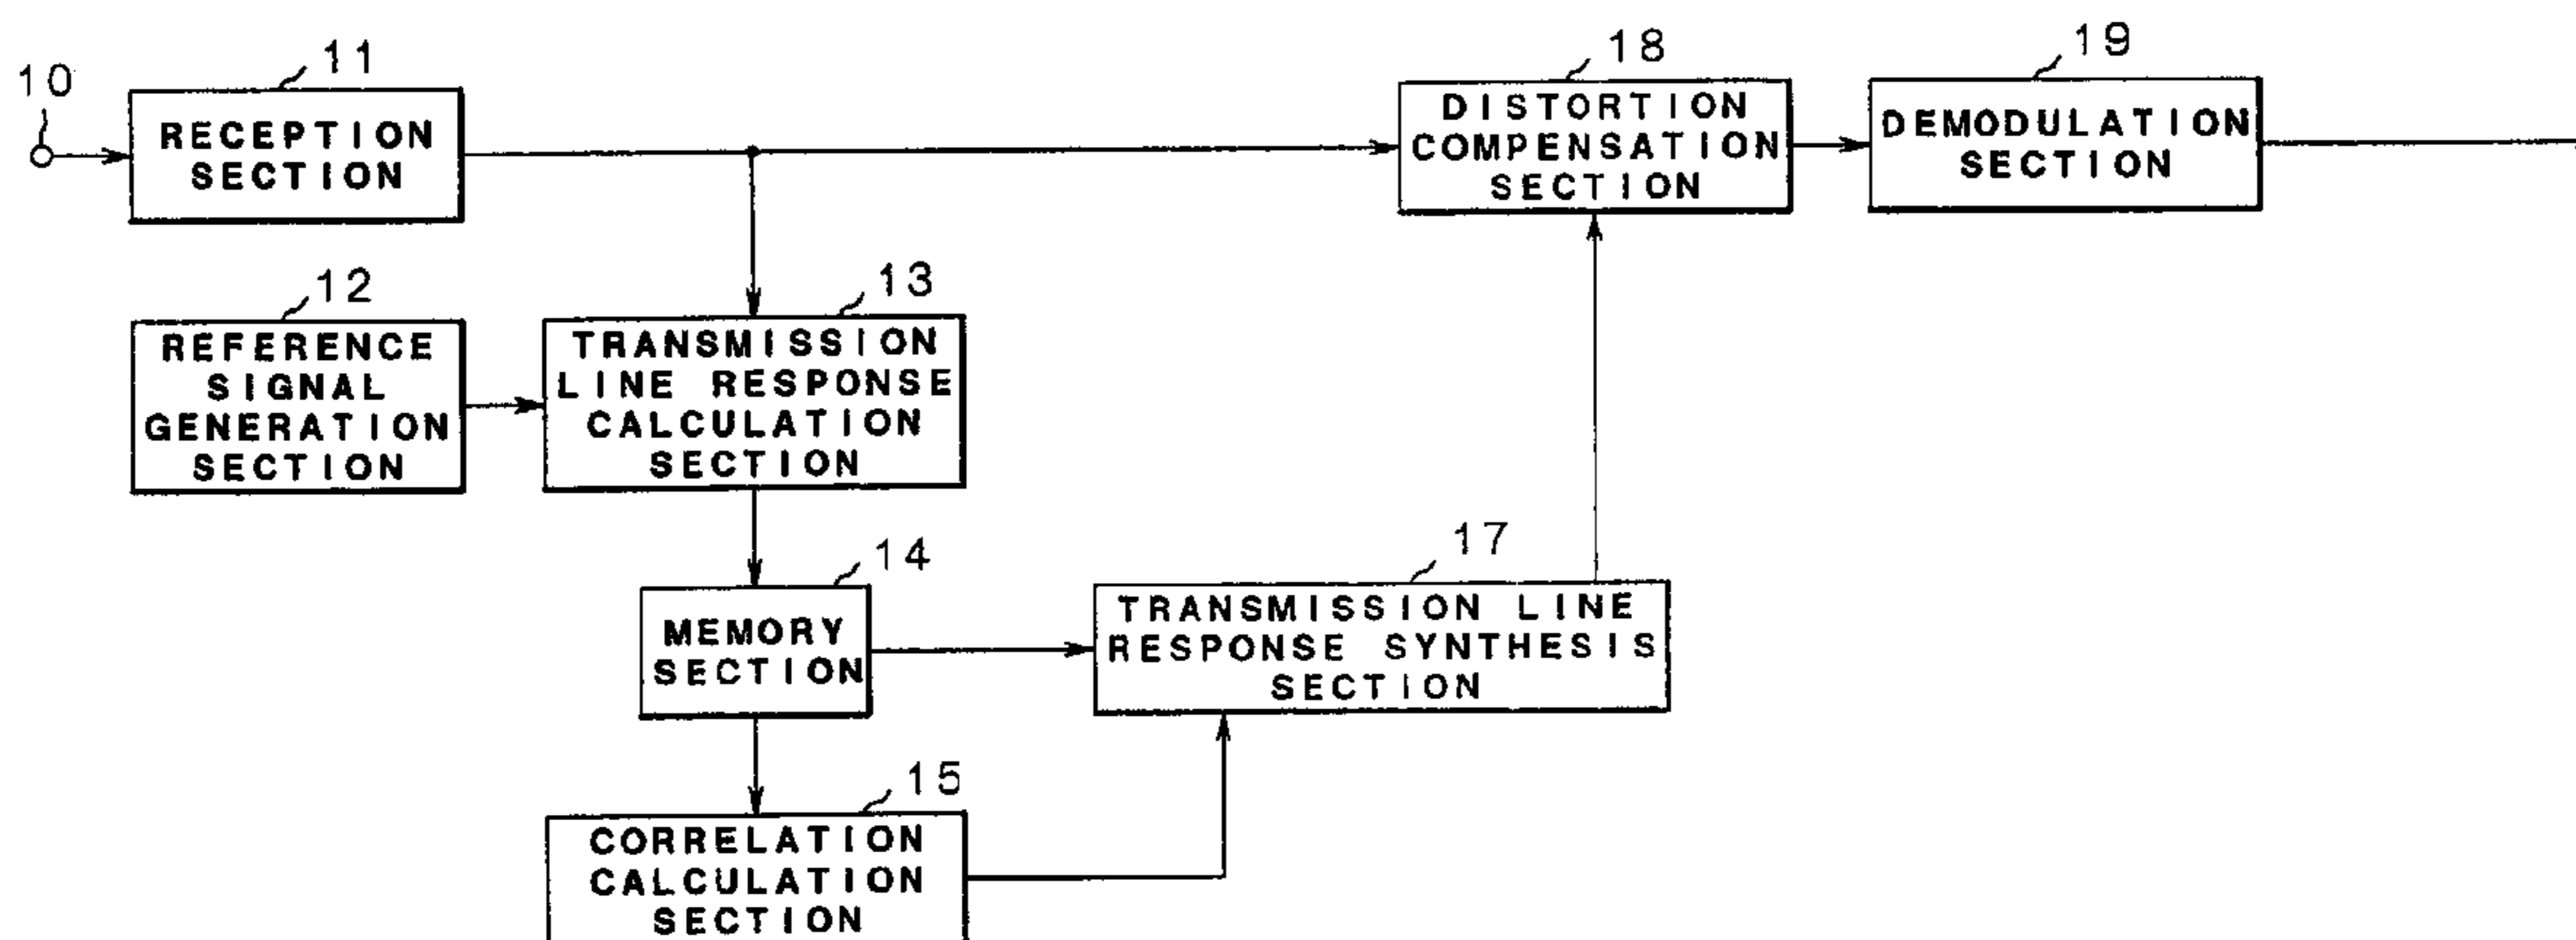 10
11
RECEPTION
SECTION
18
DISTORTION
COMPENSATION
SECTION
19
DEMODULATION
SECTION
12
REFERENCE
SIGNAL
GENERATION
SECTION
13
TRANSMISSION
LINE RESPONSE
CALCULATION
SECTION
14
MEMORY
SECTION
17
TRANSMISSION LINE
RESPONSE SYNTHESIS
SECTION
15
CORRELATION
CALCULATION
SECTION